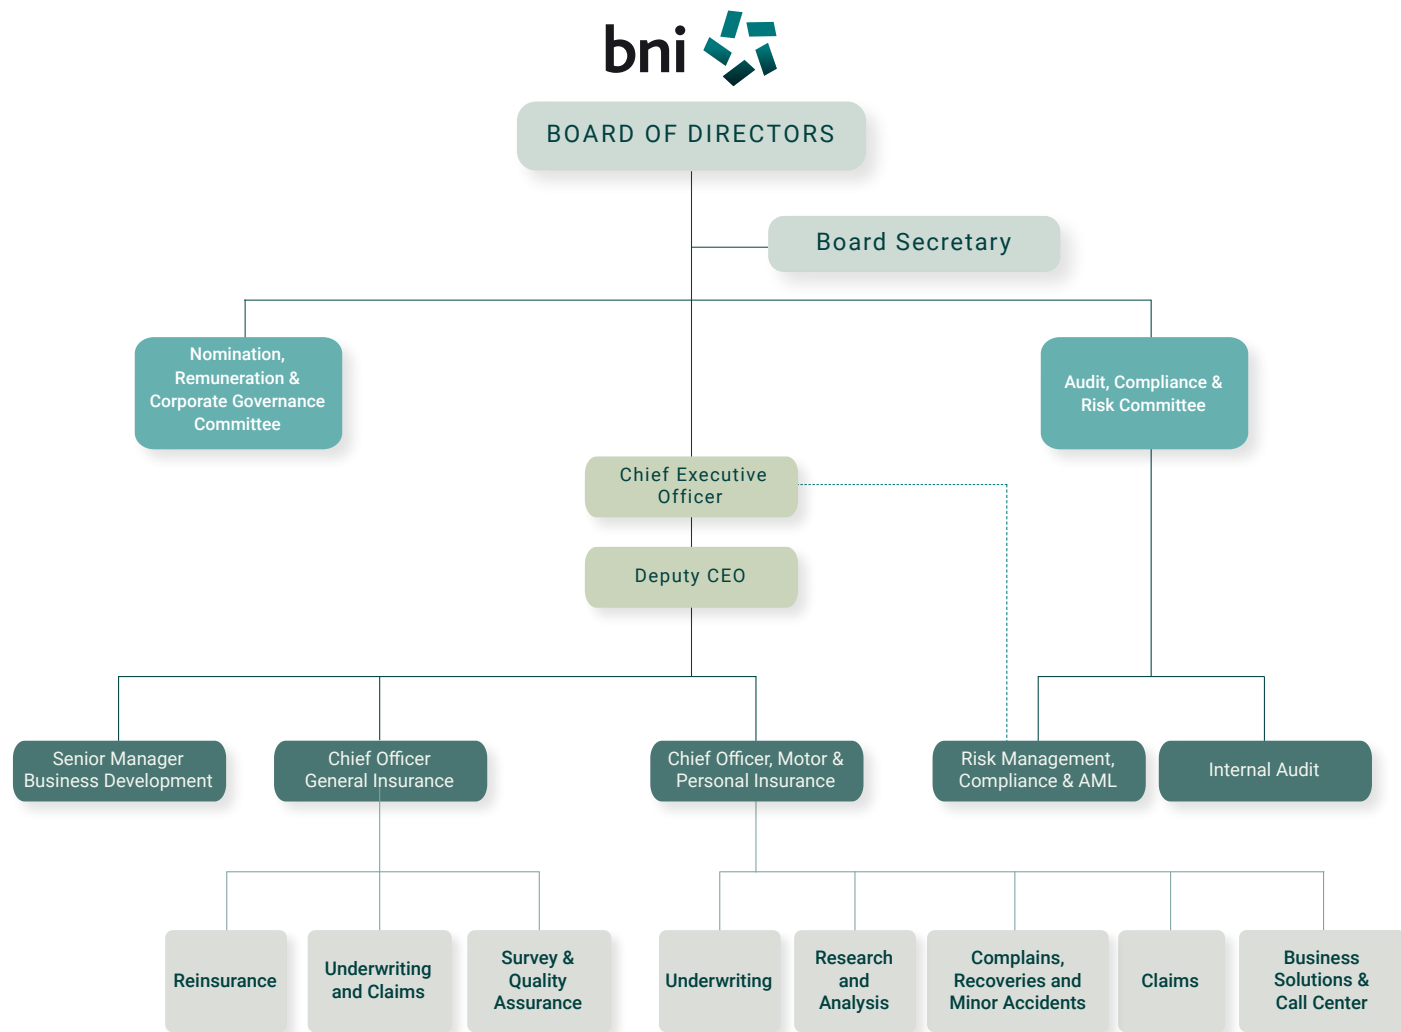 bni
BOARD OF DIRECTORS
Board Secretary
Nomination,
Remuneration &
Corporate Governance
Committee
Audit, Compliance &
Risk Committee
Chief Executive
Officer
Deputy CEO
Senior Manager
Business Development
Chief Officer
General Insurance
Chief Officer, Motor &
Personal Insurance
Risk Management,
Compliance & AML
Internal Audit
Reinsurance
Underwriting
and Claims
Survey &
Quality
Assurance
Underwriting
Research
and
Analysis
Complains,
Recoveries and
Minor Accidents
Claims
Business
Solutions &
Call Center